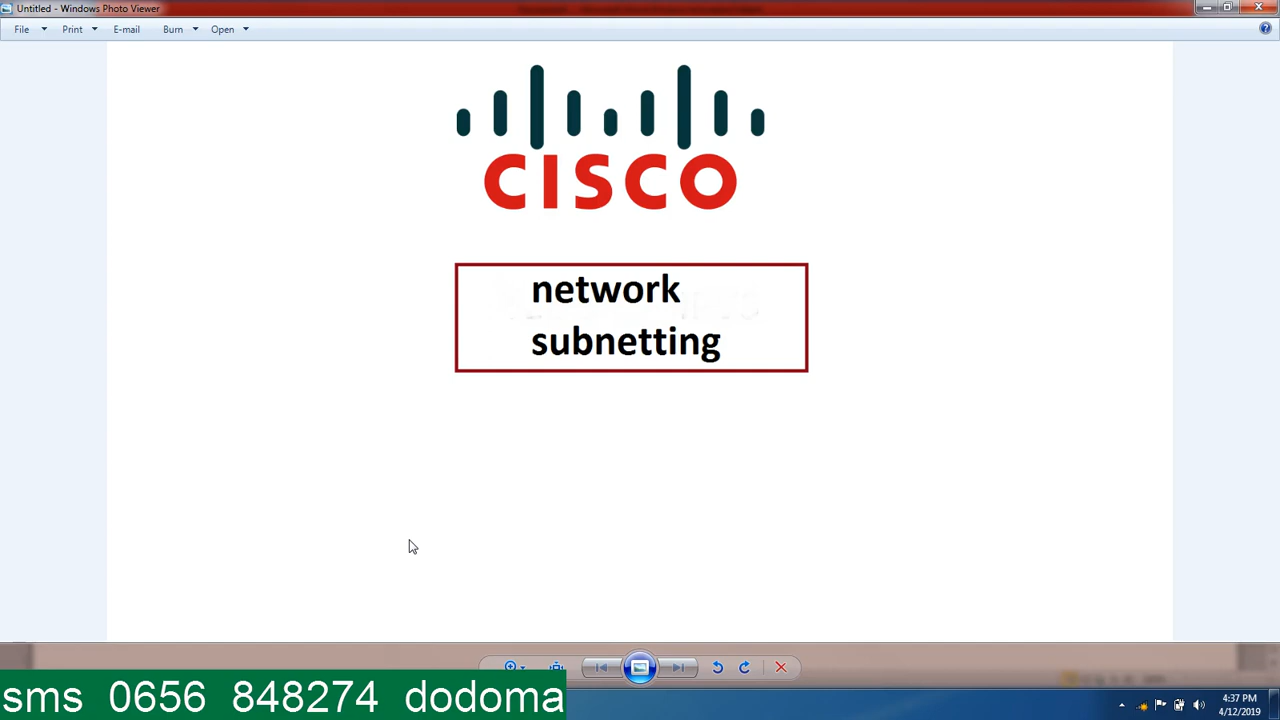 Untitled - Windows Photo Viewer
File Print E-mail Burn Open
CISCO
network
subnetting
sms 0656 848274 dodoma
4:37 PM
4/12/2019